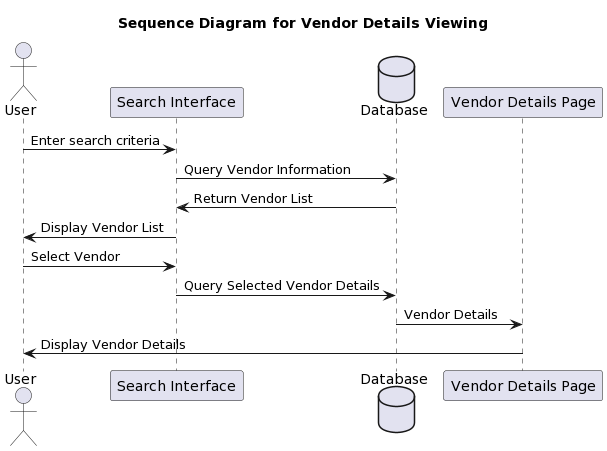 Sequence Diagram for Vendor Details Viewing
User
Search Interface
Database
Vendor Details Page
Enter search criteria
Query Vendor Information
Return Vendor List
Display Vendor List
Select Vendor
Query Selected Vendor Details
Vendor Details
Display Vendor Details
User
Search Interface
Database
Vendor Details Page